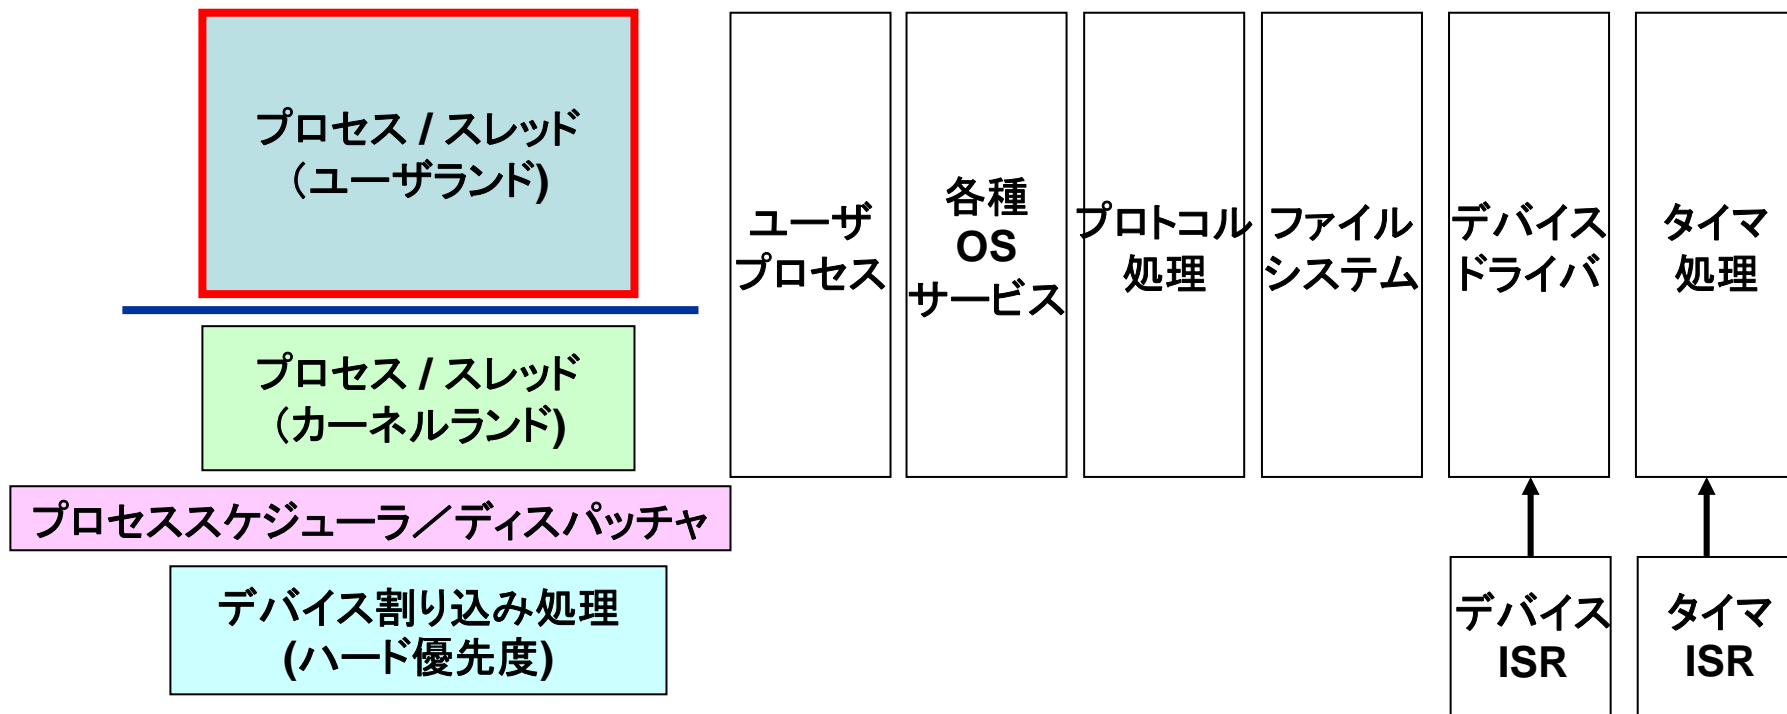 プロセス / スレッド
(ユーザランド)
プロセス / スレッド
(カーネルランド)
プロセススケジューラ／ディスパッチャ
デバイス割り込み処理
(ハード優先度)
ユーザ
プロセス
各種
OS
サービス
プロトコル
処理
ファイル
システム
デバイス
ドライバ
タイマ
処理
デバイス
ISR
タイマ
ISR